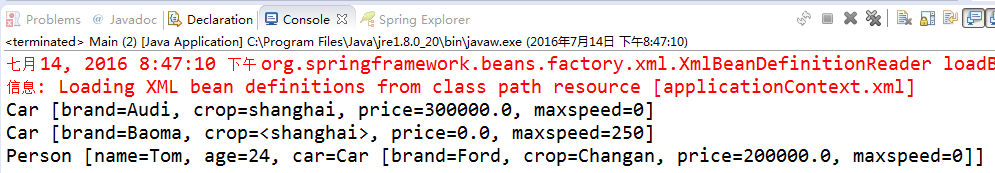 Problems @ Javadoc Declaration Console Spring Explorer
<terminated> Main (2) [Java Application] C:\Program Files\Java\jre1.8.0_20\bin\javaw.exe (2016年7月14日 下午8:47:10)
七月14, 2016 8:47:10 下午org.springframework.beans.factory.xml.XmlBeanDefinitionReader loadB
信息: Loading XML bean definitions from class path resource [applicationContext.xml]
Car [brand=Audi, crop=shanghai, price=300000.0, maxspeed=0]
Car [brand=Baoma, crop=<shanghai>, price=0.0, maxspeed=250]
Person [name=Tom, age=24, car=Car [brand=Ford, crop=Changan, price=200000.0, maxspeed=0]]